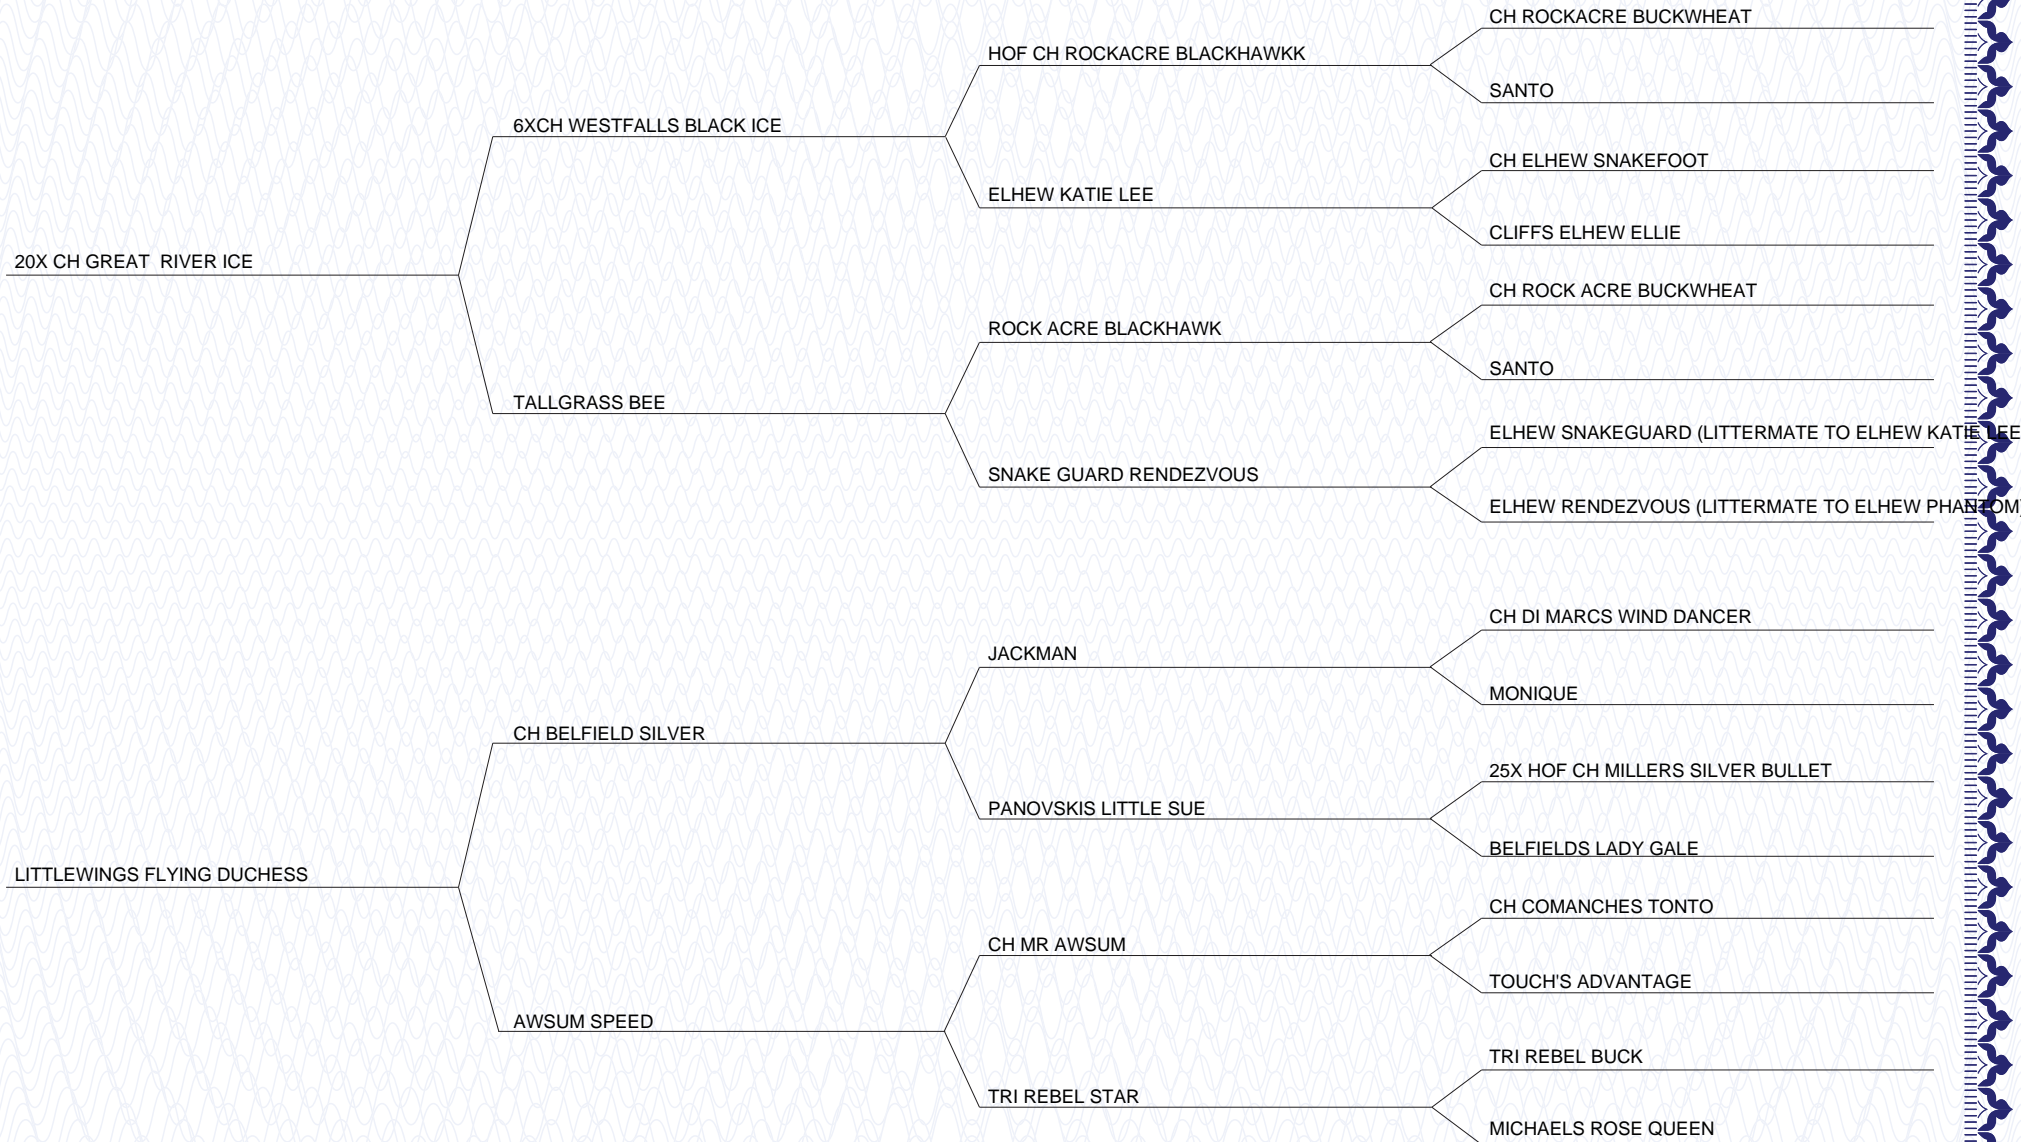 CH ROCKACRE BUCKWHEAT
HOF CH ROCKACRE BLACKHAWKK
SANTO
6XCH WESTFALLS BLACK ICE
CH ELHEW SNAKEFOOT
ELHEW KATIE LEE
CLIFFS ELHEW ELLIE
20X CH GREAT  RIVER ICE
CH ROCK ACRE BUCKWHEAT
ROCK ACRE BLACKHAWK
SANTO
TALLGRASS BEE
ELHEW SNAKEGUARD (LITTERMATE TO ELHEW KATIE LEE
SNAKE GUARD RENDEZVOUS
ELHEW RENDEZVOUS (LITTERMATE TO ELHEW PHANTOM)
CH DI MARCS WIND DANCER
JACKMAN
MONIQUE
CH BELFIELD SILVER
25X HOF CH MILLERS SILVER BULLET
PANOVSKIS LITTLE SUE
BELFIELDS LADY GALE
LITTLEWINGS FLYING DUCHESS
CH COMANCHES TONTO
CH MR AWSUM
TOUCH'S ADVANTAGE
AWSUM SPEED
TRI REBEL BUCK
TRI REBEL STAR
MICHAELS ROSE QUEEN